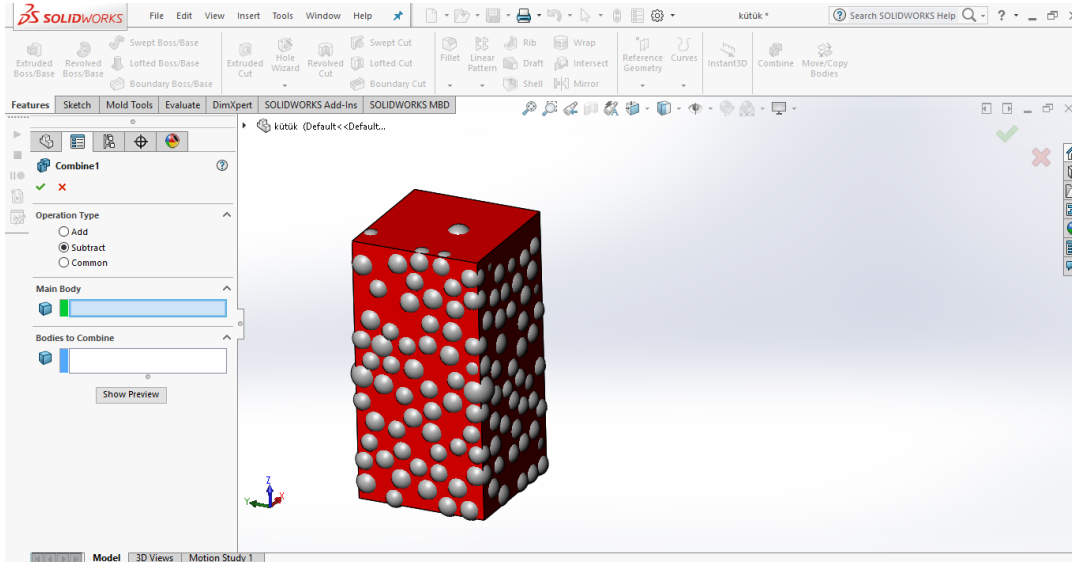 SOLIDWORKS File Edit View Insert Tools Window Help kütük * Search SOLIDWORKS Help
Extruded Boss/Base Revolved Boss/Base Swept Boss/Base Lofted Boss/Base Boundary Boss/Base Extruded Cut Hole Wizard Revolved Cut Swept Cut Lofted Cut Boundary Cut Fillet Linear Pattern Rib Draft Shell Wrap Intersect Mirror Reference Geometry Curves Instant3D Combine Move/Copy Bodies
Features Sketch Mold Tools Evaluate DimXpert SOLIDWORKS Add-Ins SOLIDWORKS MBD
kütük (Default<<Default...
Combine1
Operation Type
Add
Subtract
Common
Main Body
Bodies to Combine
Show Preview
Z
Y X
Model 3D Views Motion Study 1